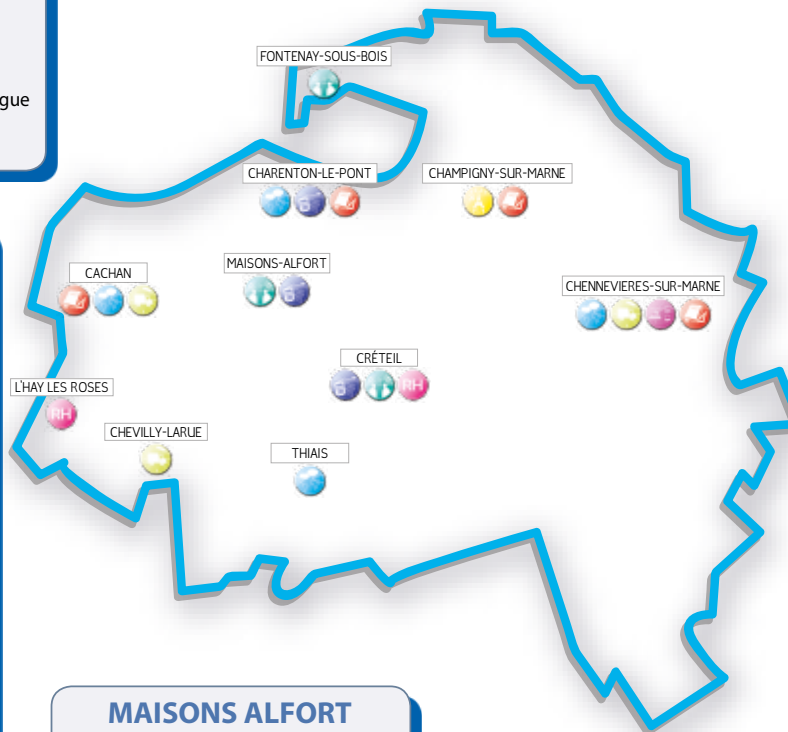 gue
FONTENAY-SOUS-BOIS
CHARENTON-LE-PONT
CHAMPIGNY-SUR-MARNE
MAISONS-ALFORT
CACHAN
CHENNEVIERES-SUR-MARNE
CRÉTEIL
RH
L'HAY LES ROSES
RH
CHEVILLY-LARUE
THIAIS
MAISONS ALFORT